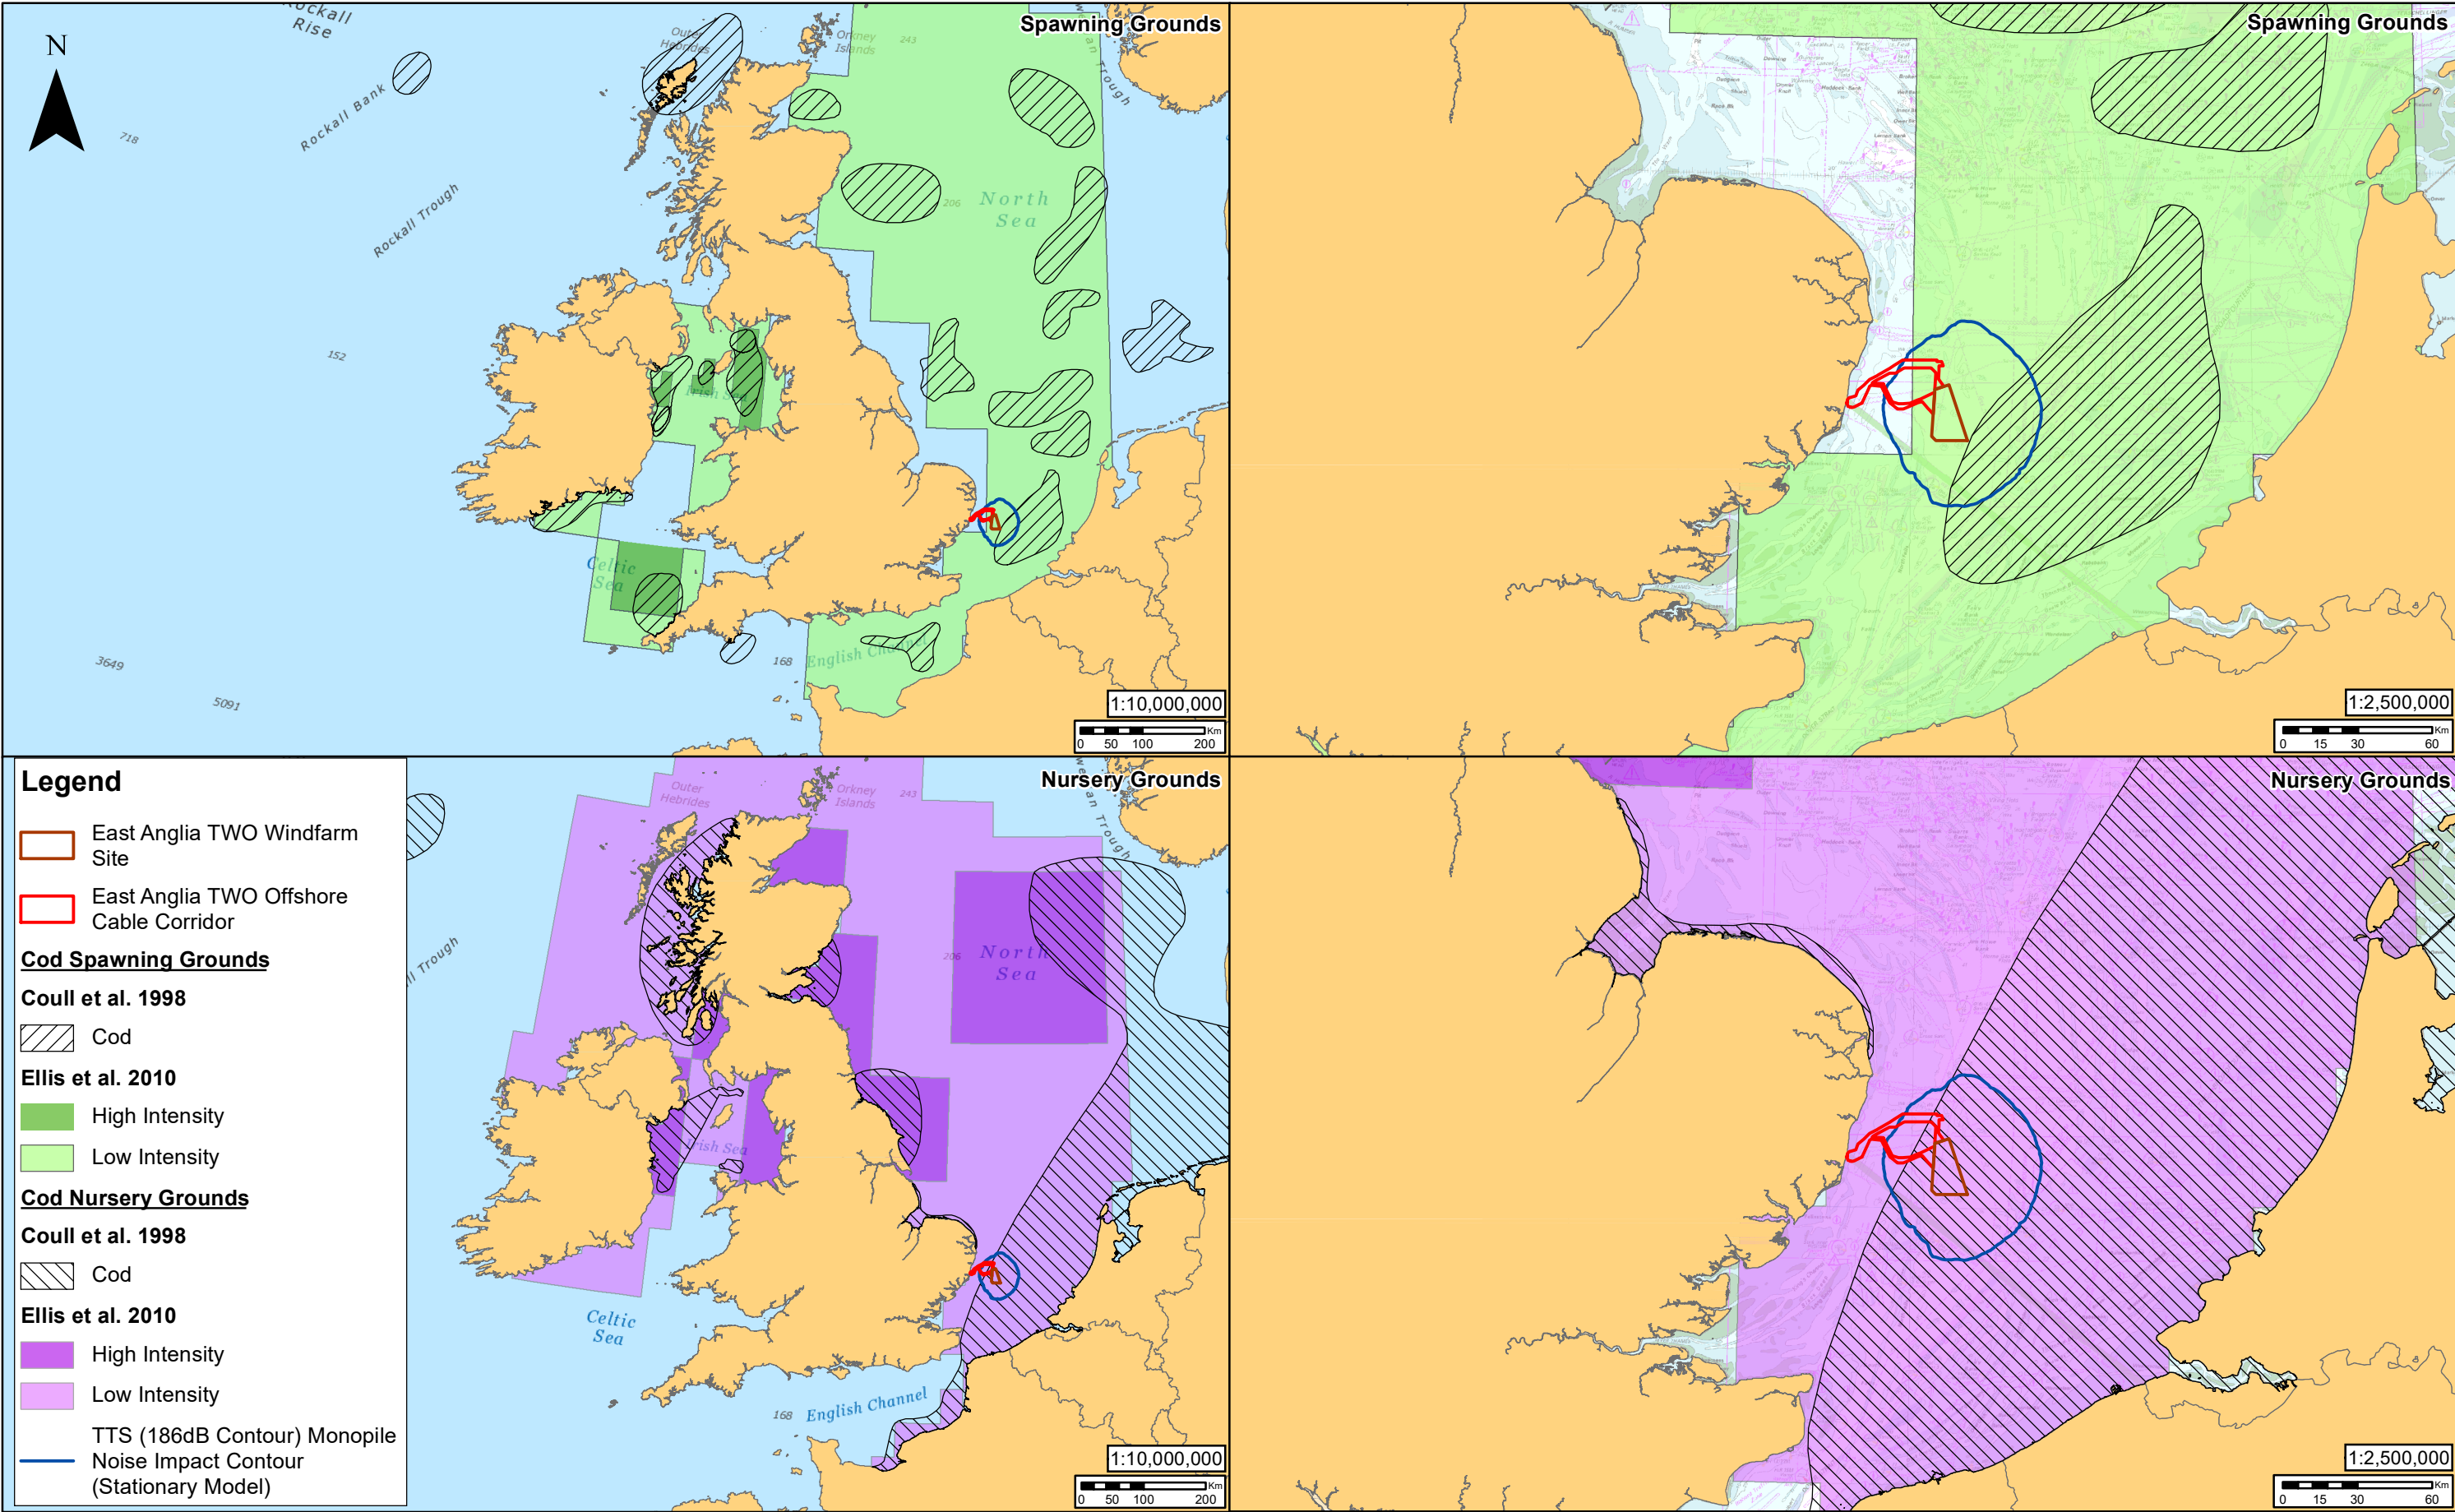 Spawning Grounds
Rockall
Rise
N
Outer
Hebrides
Orkney
Islands
243
Trough
Rockall Bank
718
Rockall Trough
206
North
Sea
152
Irish Sea
Celtic
Sea
3649
5091
168
English Channel
1:10,000,000
Km
0 50 100 200
Spawning Grounds
1:2,500,000
Km
0 15 30 60
Legend
East Anglia TWO Windfarm
Site
East Anglia TWO Offshore
Cable Corridor
Cod Spawning Grounds
Coull et al. 1998
Cod
Ellis et al. 2010
High Intensity
Low Intensity
Cod Nursery Grounds
Coull et al. 1998
Cod
Ellis et al. 2010
High Intensity
Low Intensity
TTS (186dB Contour) Monopile
Noise Impact Contour
(Stationary Model)
Nursery Grounds
Outer
Hebrides
Orkney
Islands
243
Trough
ll Trough
206
North
Sea
Irish Sea
Celtic
Sea
168
English Channel
1:10,000,000
Km
0 50 100 200
Nursery Grounds
1:2,500,000
Km
0 15 30 60